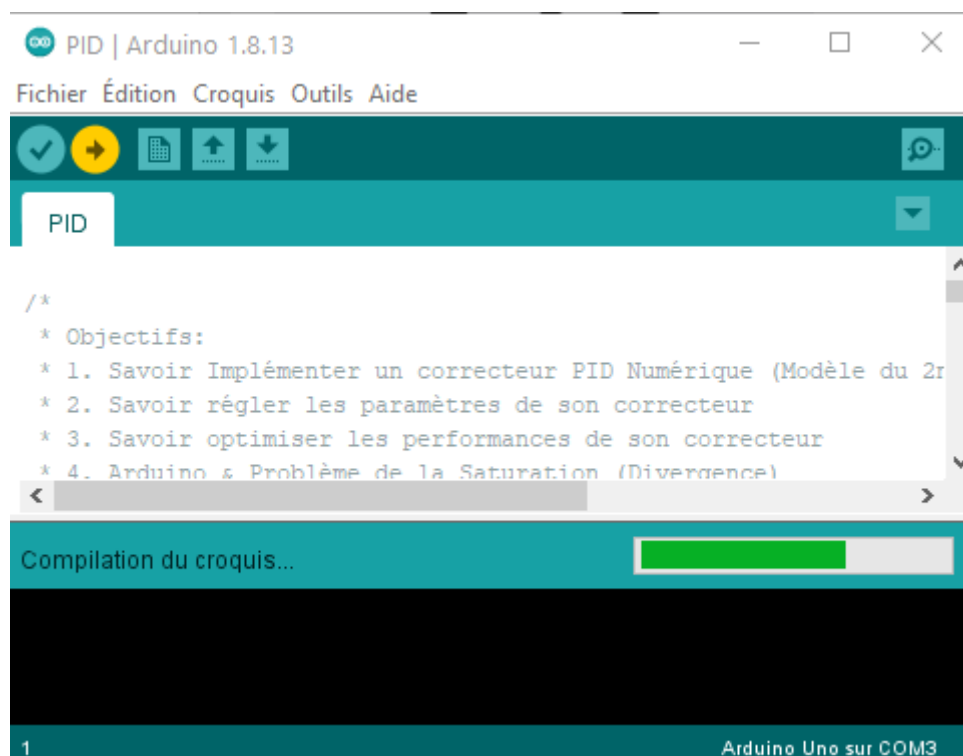 PID | Arduino 1.8.13
Fichier Édition Croquis Outils Aide
PID
/*
* Objectifs:
* 1. Savoir Implémenter un correcteur PID Numérique (Modèle du 2
* 2. Savoir régler les paramètres de son correcteur
* 3. Savoir optimiser les performances de son correcteur
* 4. Arduino & Problème de la Saturation (Divergence)
Compilation du croquis...
1
Arduino Uno sur COM3